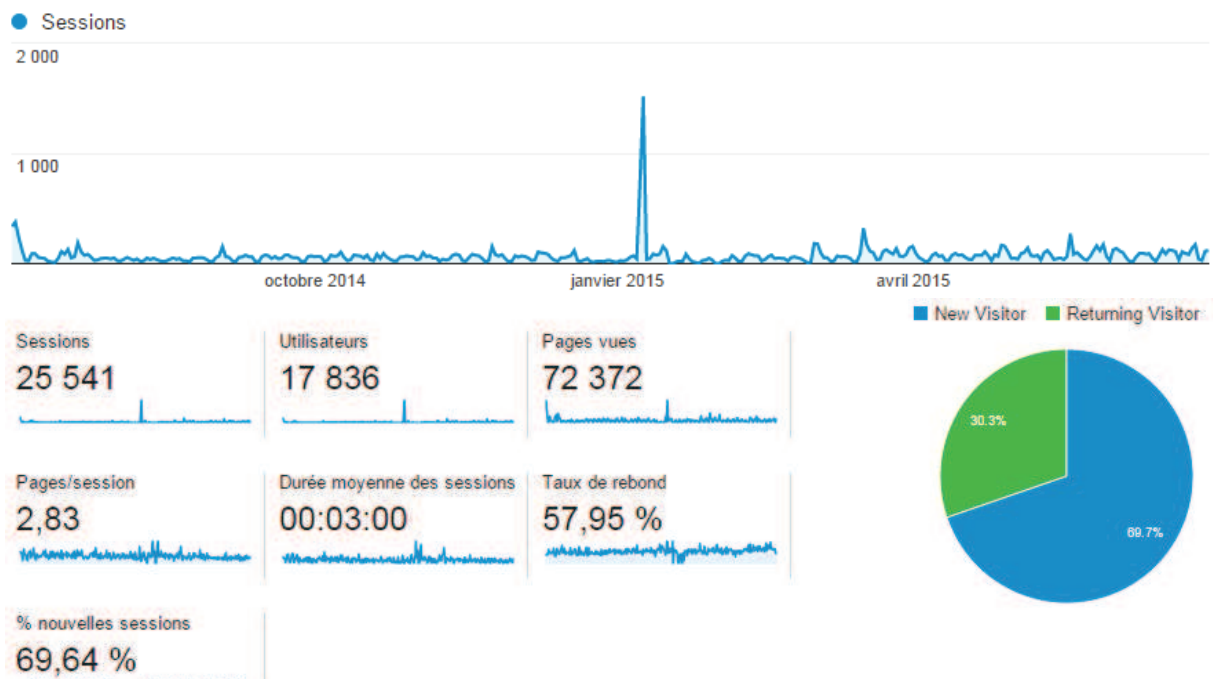 Sessions
2 000
1 000
octobre 2014 janvier 2015 avril 2015
New Visitor Returning Visitor
Sessions
25 541
Utilisateurs
17 836
Pages vues
72 372
30.3%
69.7%
Pages/session
2,83
Durée moyenne des sessions
00:03:00
Taux de rebond
57,95 %
% nouvelles sessions
69,64 %